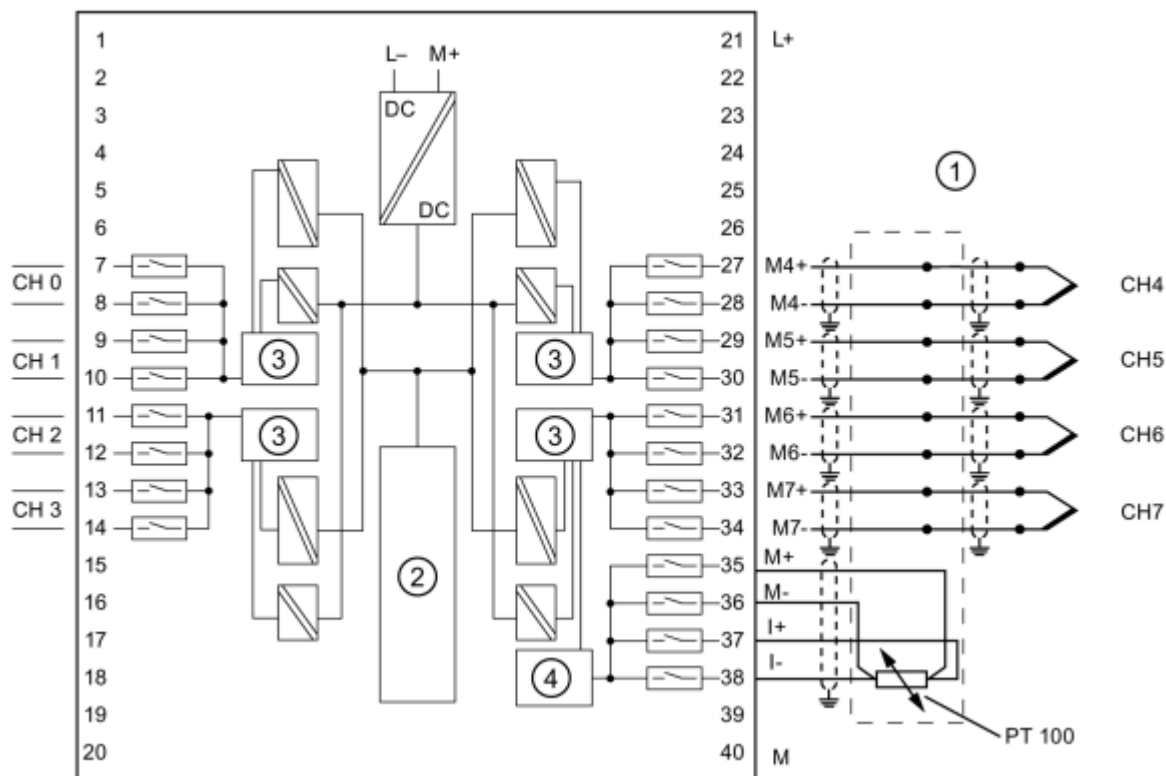 1 21 L+
L– M+
2 22
DC
3 23
4 24
①
5 25
DC
6 26
7 27 M4+
CH 0 CH4
8 28 M4-
9 29 M5+
CH 1 ③ ③ CH5
10 30 M5-
11 31 M6+
CH 2 ③ ③ CH6
12 32 M6-
13 33 M7+
CH 3 CH7
14 34 M7-
15 35 M+
②
16 36 M-
17 37 I+
18 ④ 38 I-
19 39
PT 100
20 40 M